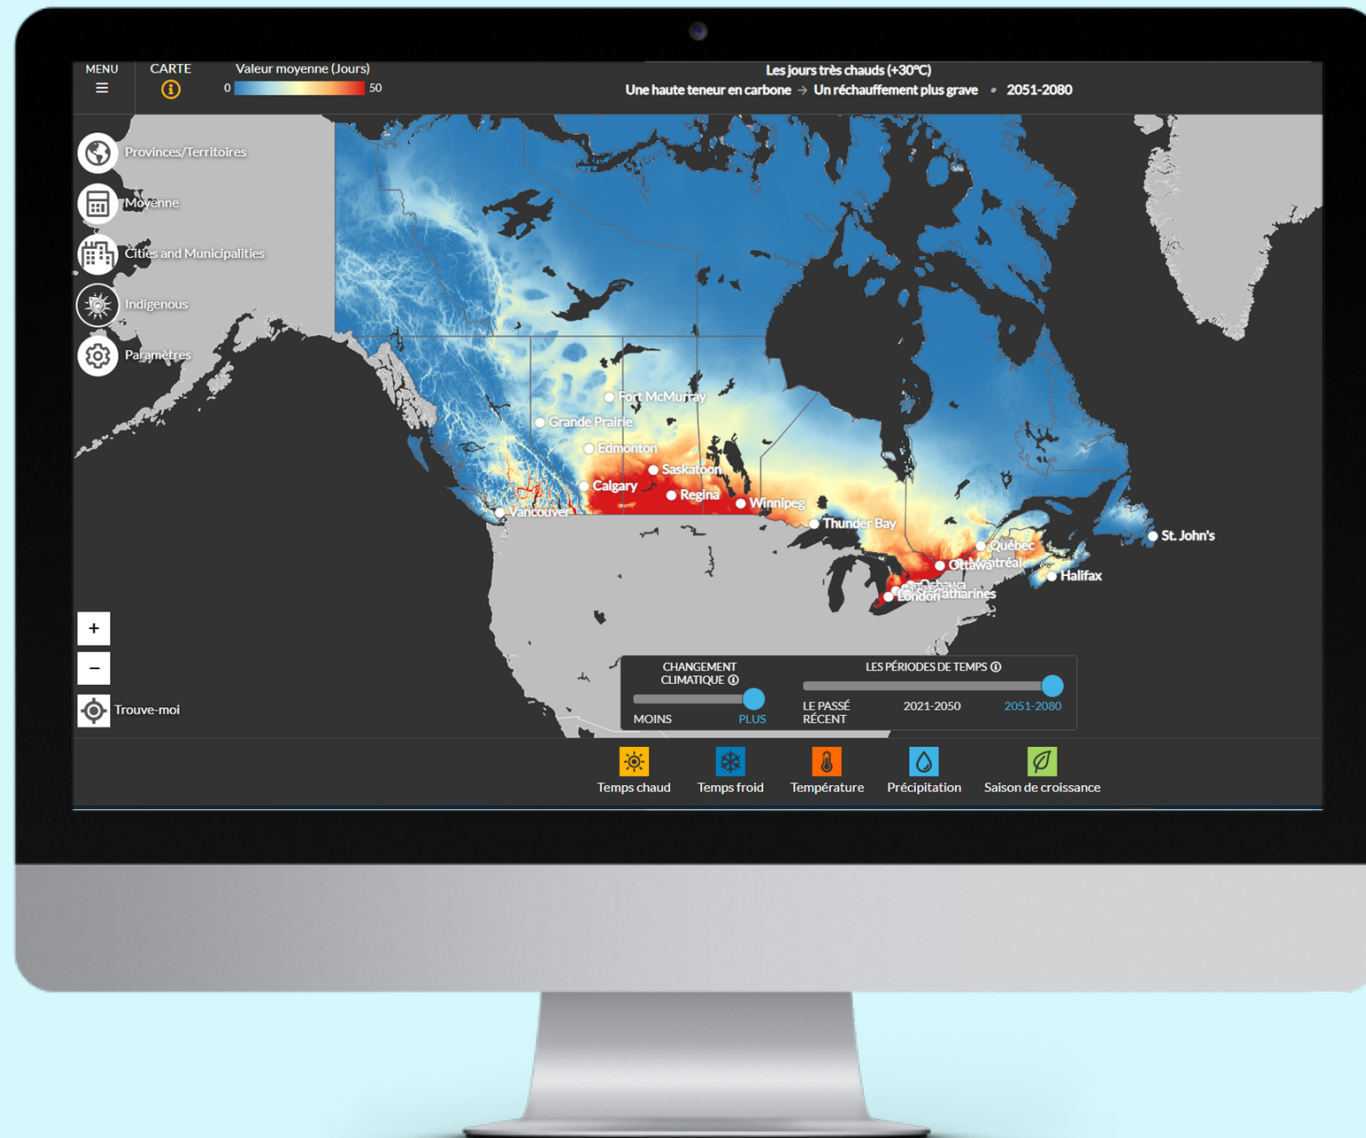 MENU
CARTE
Valeur moyenne (Jours)
0
50
Les jours très chauds (+30°C)
Une haute teneur en carbone → Un réchauffement plus grave • 2051-2080
Provinces/Territoires
Moyenne
Cities and Municipalities
Indigenous
Paramètres
Fort McMurray
Grande Prairie
Edmonton
Saskatoon
Calgary
Regina
Winnipeg
Vancouver
Thunder Bay
St. John's
Québec
Montréal
Ottawa
Halifax
Oshawa
St. Catharines
London
+
−
Trouve-moi
CHANGEMENT
CLIMATIQUE
MOINS
PLUS
LES PÉRIODES DE TEMPS
LE PASSÉ
RÉCENT
2021-2050
2051-2080
Temps chaud
Temps froid
Température
Précipitation
Saison de croissance